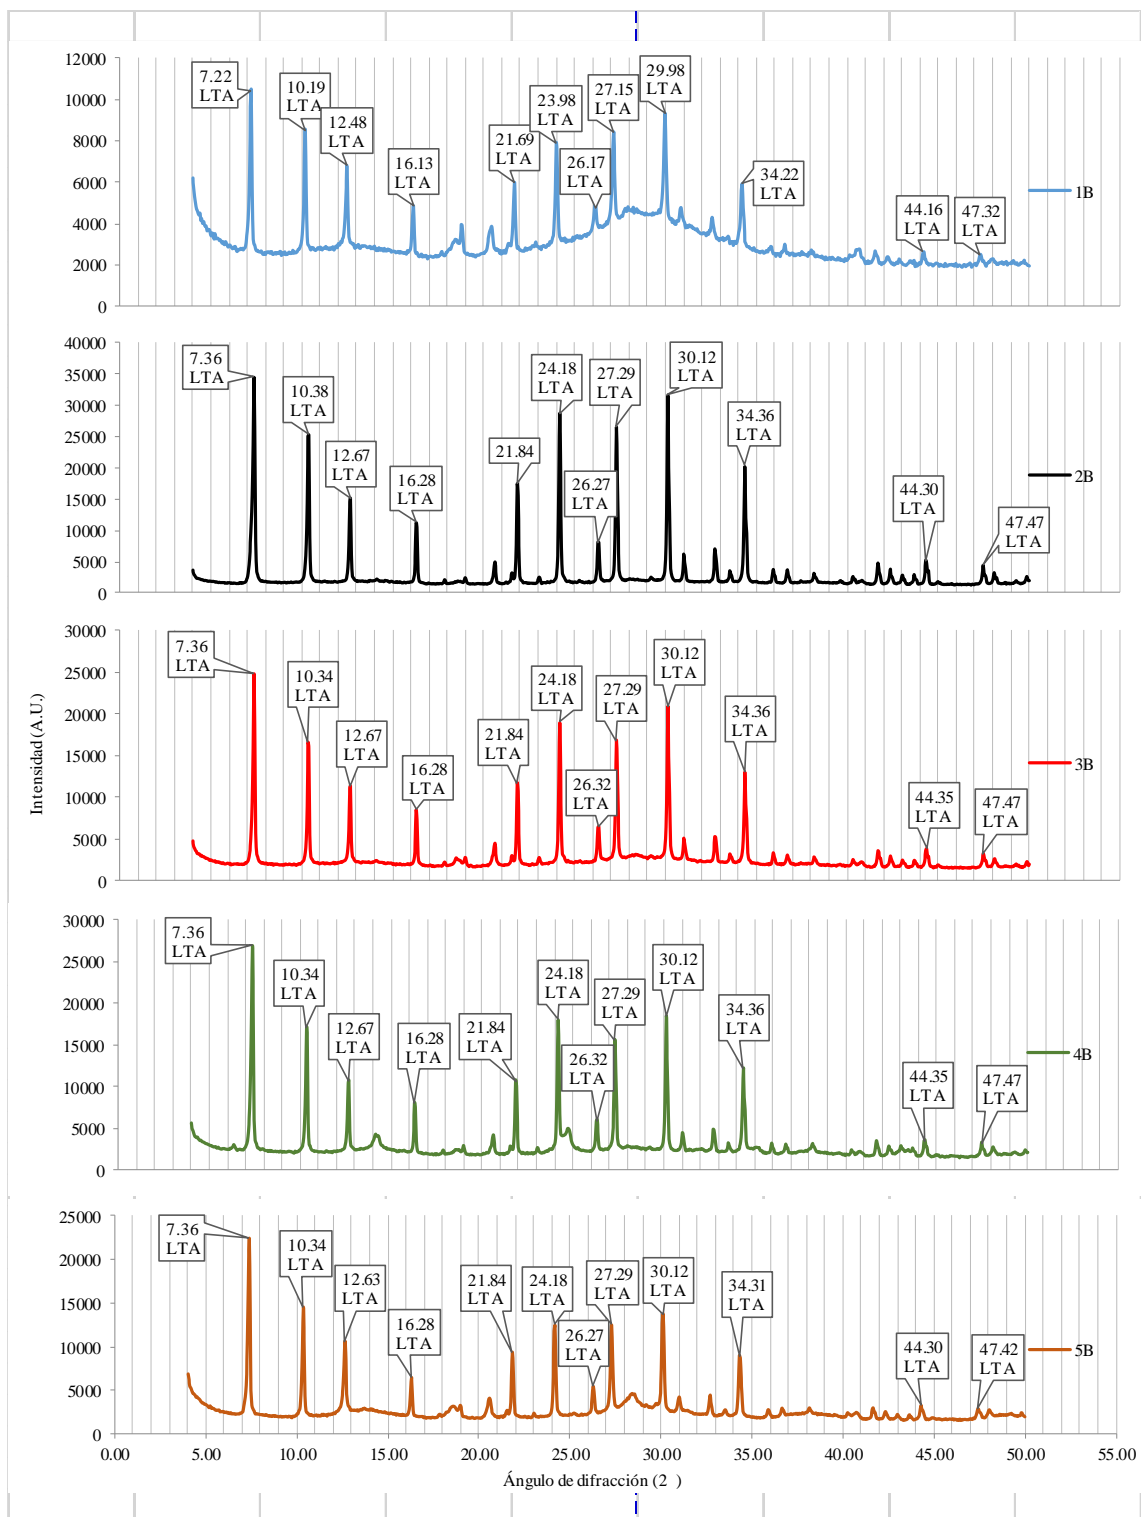 12000
10000
8000
6000
4000
2000
0
7.22
LTA
10.19
LTA
12.48
LTA
16.13
LTA
21.69
LTA
23.98
LTA
26.17
LTA
27.15
LTA
29.98
LTA
34.22
LTA
44.16
LTA
47.32
LTA
1B
40000
35000
30000
25000
20000
15000
10000
5000
0
7.36
LTA
10.38
LTA
12.67
LTA
16.28
LTA
21.84
24.18
LTA
26.27
LTA
27.29
LTA
30.12
LTA
34.36
LTA
44.30
LTA
47.47
LTA
2B
Intensidad (A.U.)
30000
25000
20000
15000
10000
5000
0
7.36
LTA
10.34
LTA
12.67
LTA
16.28
LTA
21.84
LTA
24.18
LTA
26.32
LTA
27.29
LTA
30.12
LTA
34.36
LTA
44.35
LTA
47.47
LTA
3B
30000
25000
20000
15000
10000
5000
0
7.36
LTA
10.34
LTA
12.67
LTA
16.28
LTA
21.84
LTA
24.18
LTA
26.32
LTA
27.29
LTA
30.12
LTA
34.36
LTA
44.35
LTA
47.47
LTA
4B
25000
20000
15000
10000
5000
0
7.36
LTA
10.34
LTA
12.63
LTA
16.28
LTA
21.84
LTA
24.18
LTA
26.27
LTA
27.29
LTA
30.12
LTA
34.31
LTA
44.30
LTA
47.42
LTA
5B
0.00 5.00 10.00 15.00 20.00 25.00 30.00 35.00 40.00 45.00 50.00 55.00
Ángulo de difracción (2 )